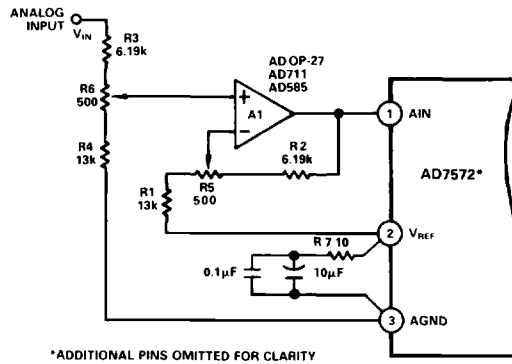 ANALOG
INPUT
VIN
R3
6.19k
R6
500
R4
13k
AD OP-27
AD711
AD585
+
A1
−
R2
6.19k
R5
500
R1
13k
1
AIN
AD7572*
2
VREF
R 7 10
0.1µF
10µF
3
AGND
*ADDITIONAL PINS OMITTED FOR CLARITY